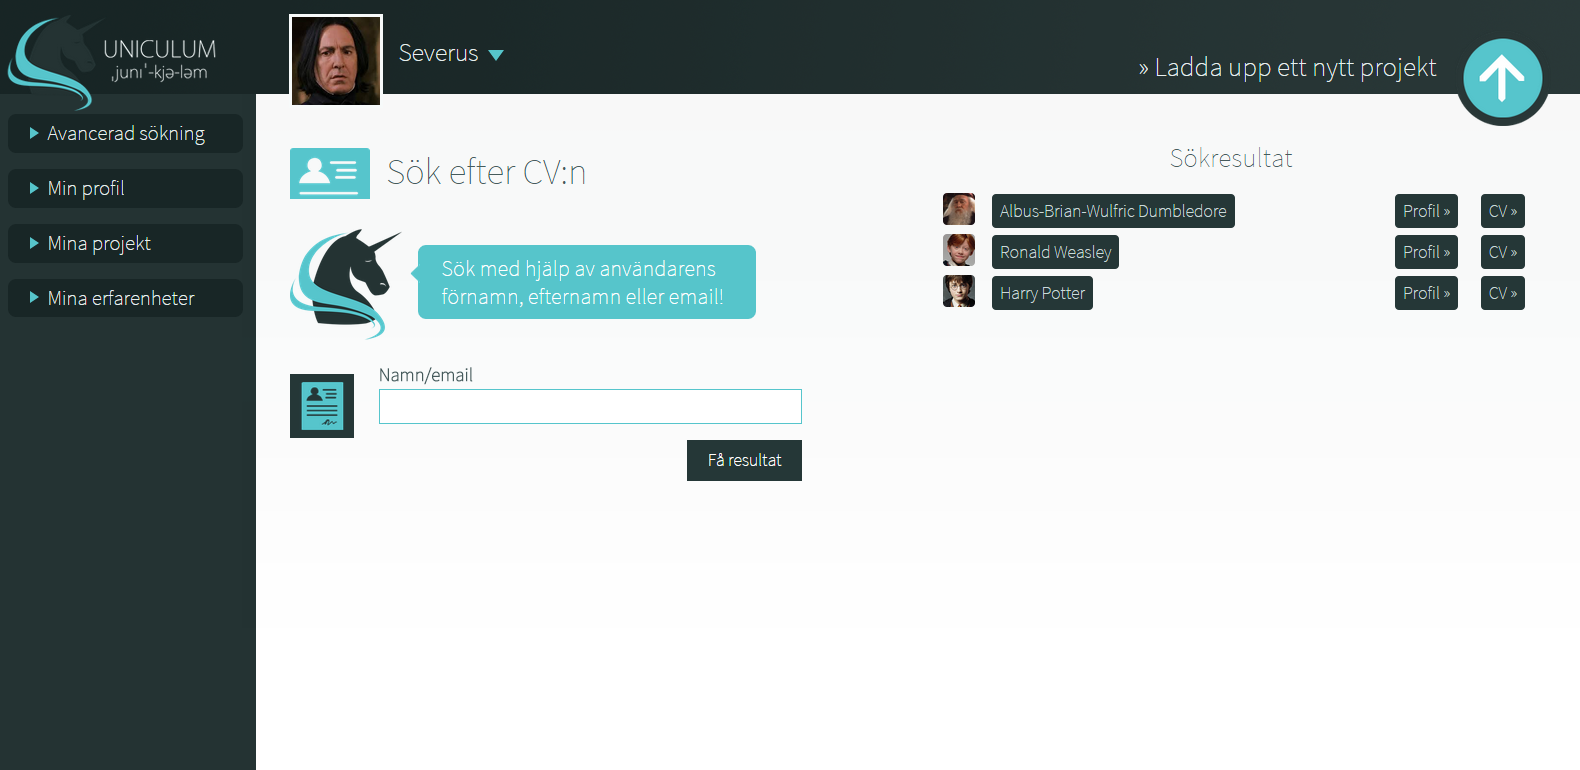 UNICULUM
ˌjunɪˈ-kjə-ləm
Severus
» Ladda upp ett nytt projekt
Avancerad sökning
Min profil
Mina projekt
Mina erfarenheter
Sök efter CV:n
Sök med hjälp av användarens
förnamn, efternamn eller email!
Namn/email
Få resultat
Sökresultat
Albus-Brian-Wulfric Dumbledore Profil » CV »
Ronald Weasley Profil » CV »
Harry Potter Profil » CV »